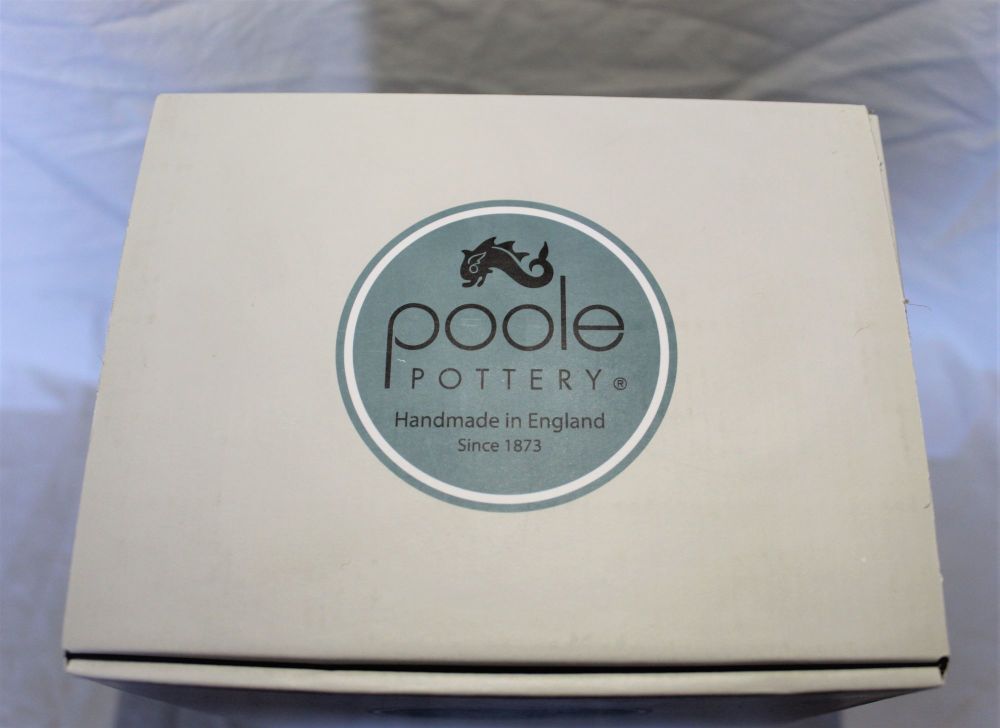 poole
POTTERY®
Handmade in England
Since 1873